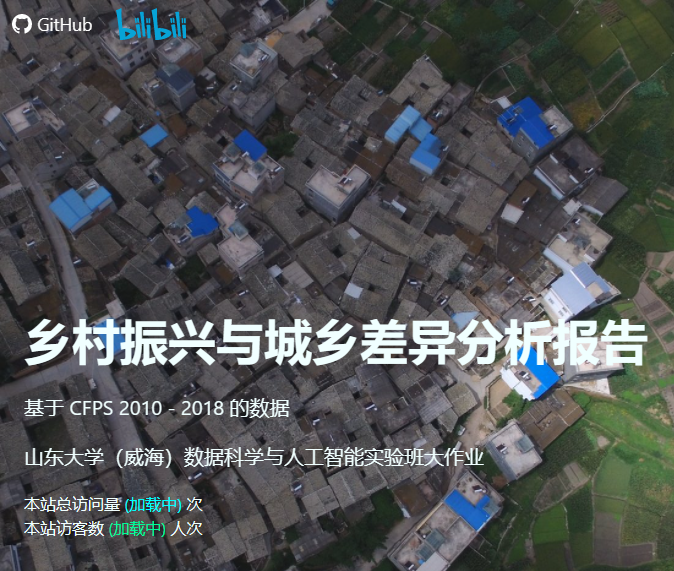 GitHub bilibili
乡村振兴与城乡差异分析报告
基于 CFPS 2010 - 2018 的数据
山东大学（威海）数据科学与人工智能实验班大作业
本站总访问量 (加载中) 次
本站访客数 (加载中) 人次